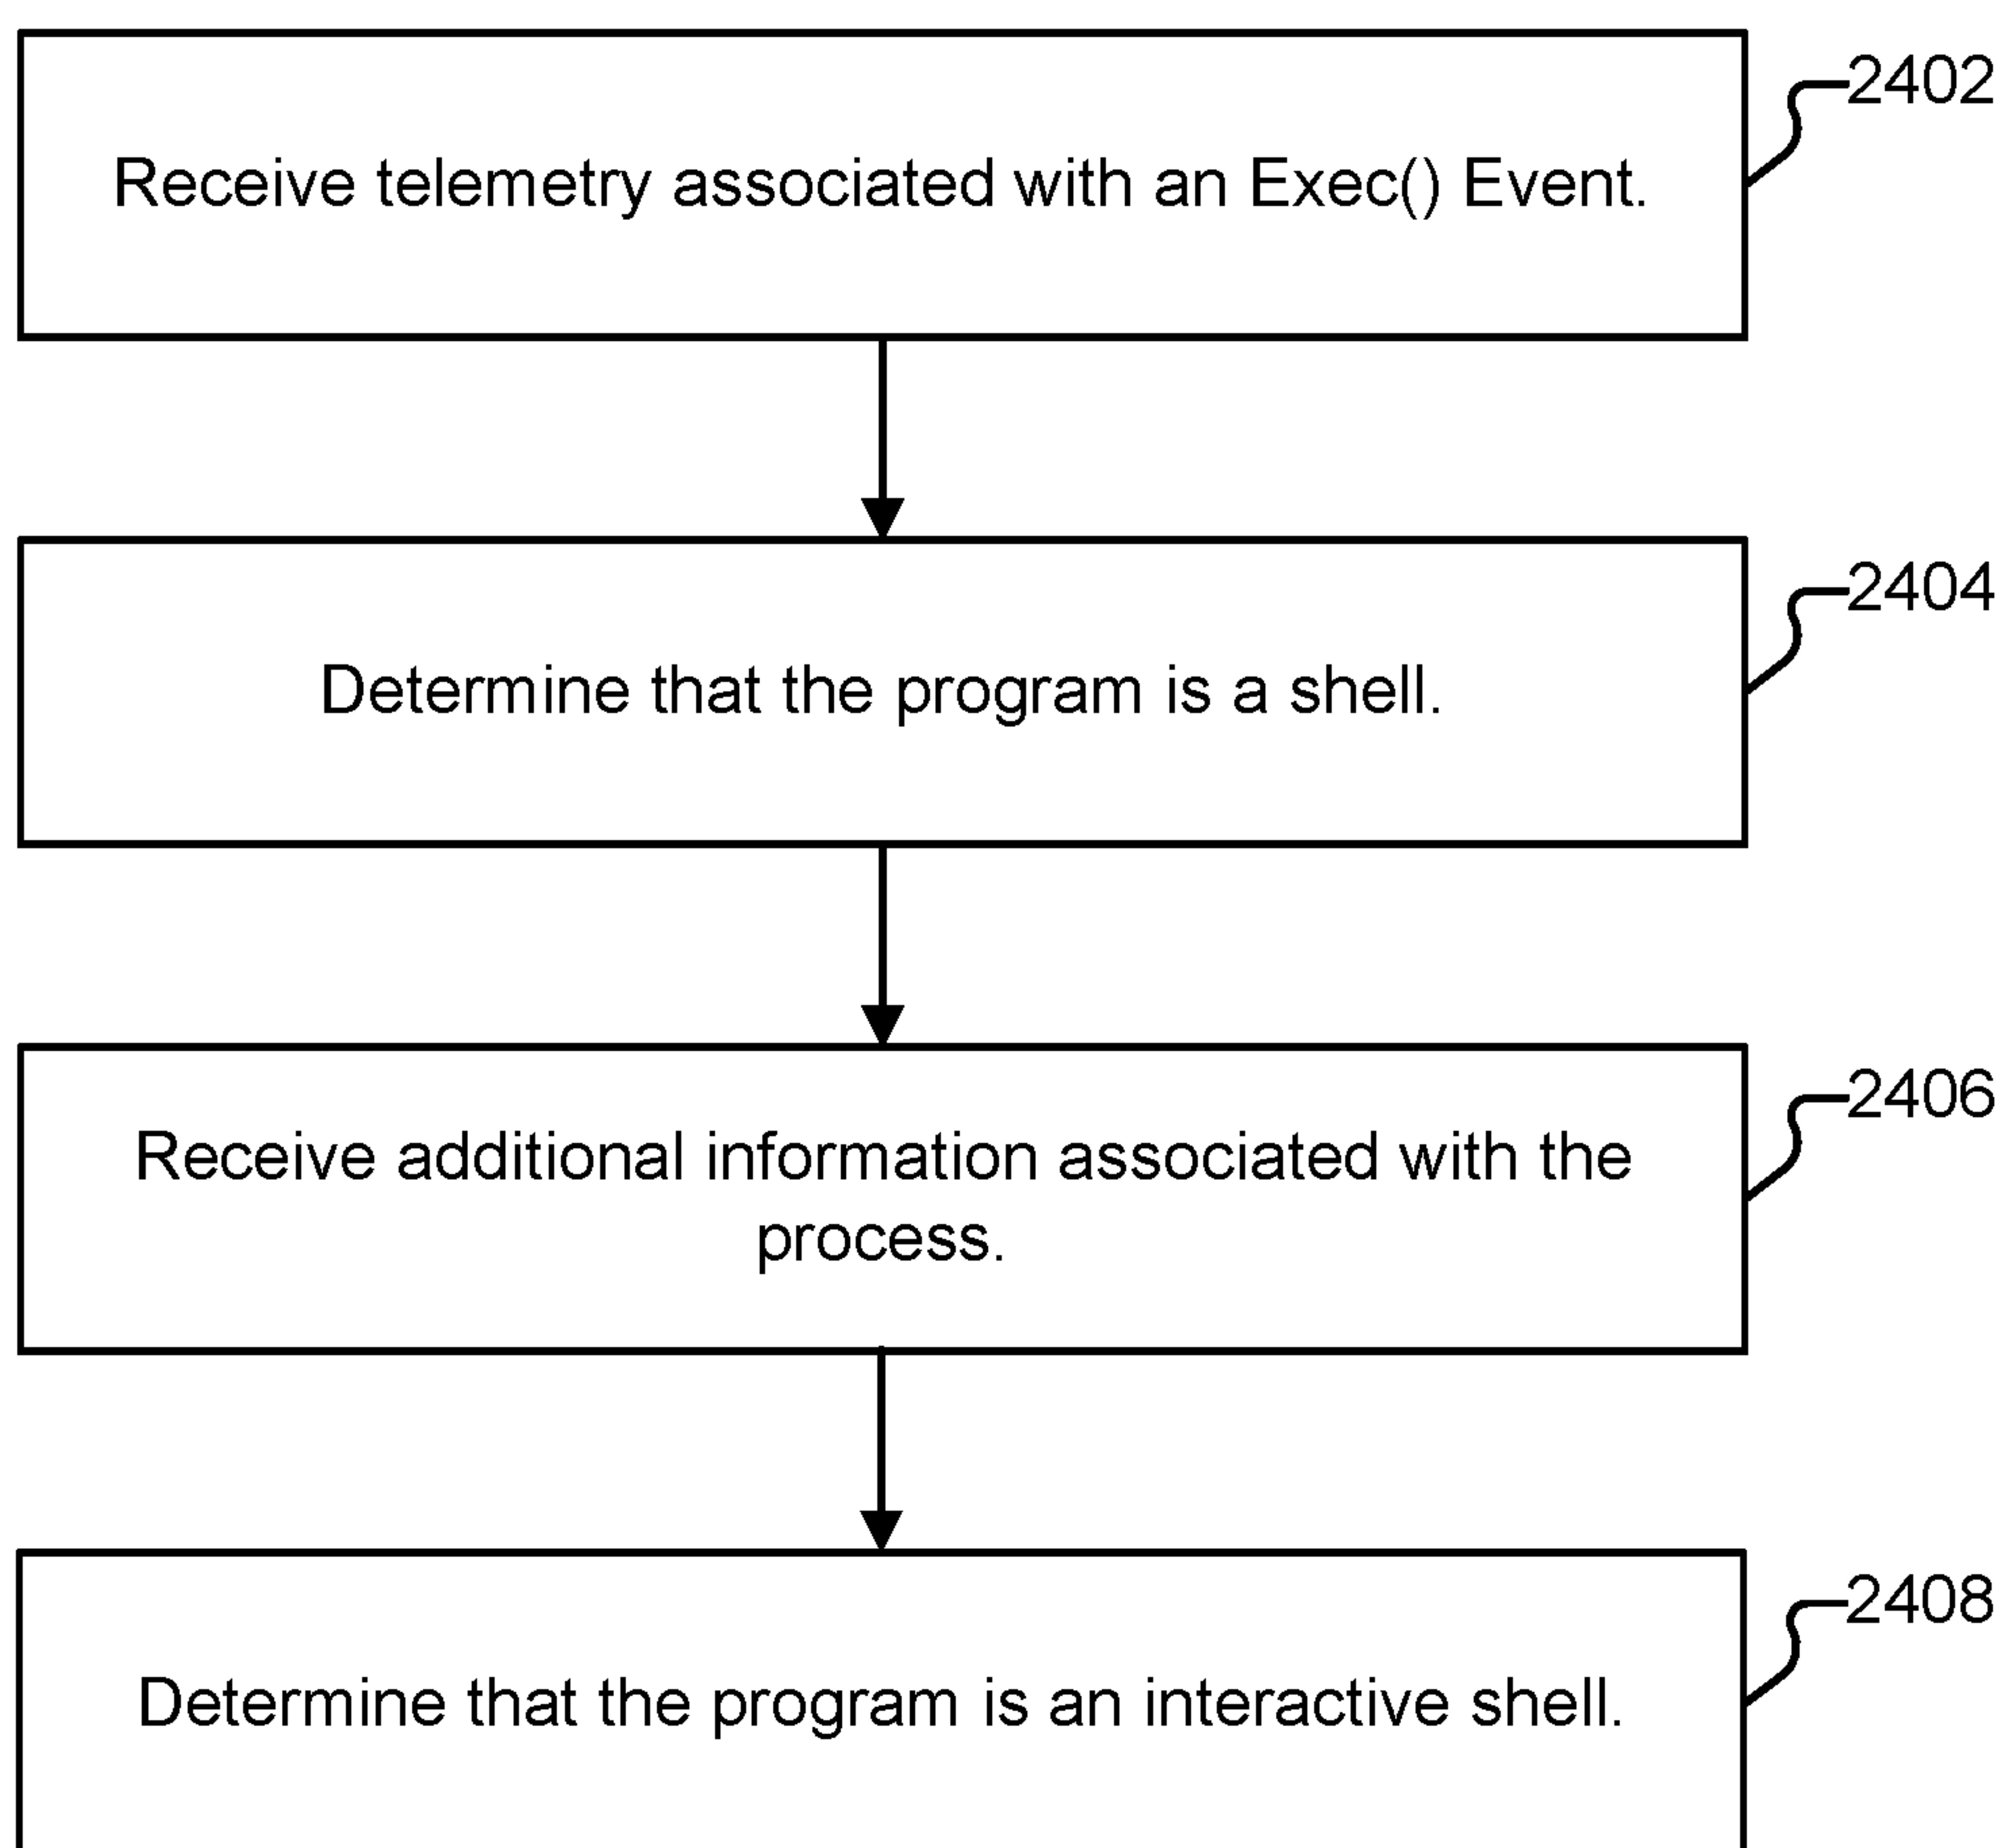 2402
Receive telemetry associated with an Exec() Event.
2404
Determine that the program is a shell.
2406
Receive additional information associated with the
process.
2408
Determine that the program is an interactive shell.